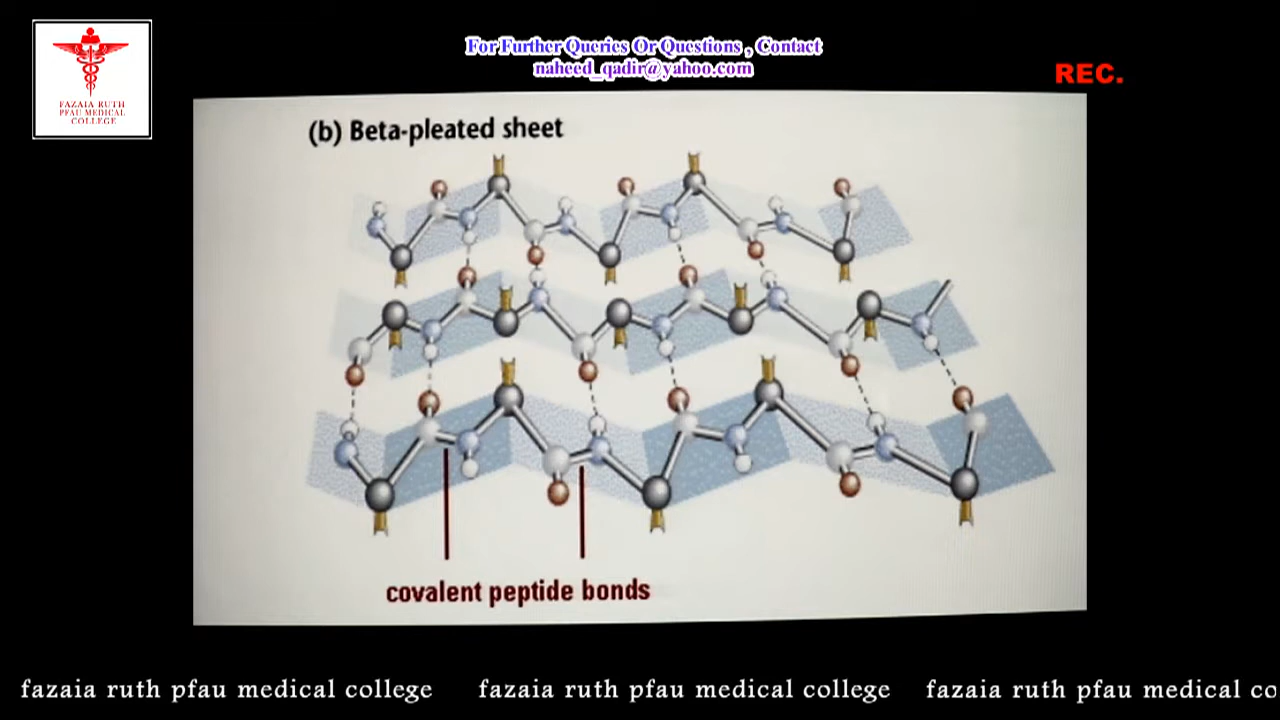 For Further Querics Or Questions , Contact
naheed_qadir@yahoo.com
REC.
FAZAIA RUTH
PFAU MEDICAL
COLLEGE
(b) Beta-pleated sheet
covalent peptide bonds
fazaia ruth pfau medical college fazaia ruth pfau medical college fazaia ruth pfau medical co